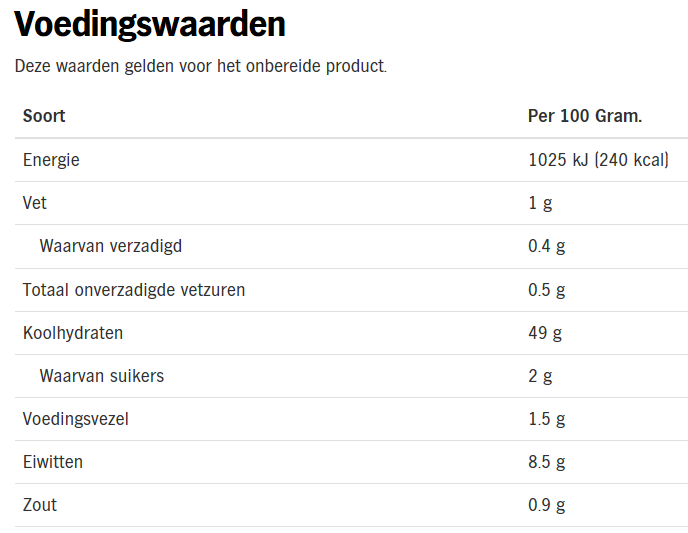 Voedingswaarden
Deze waarden gelden voor het onbereide product.
Soort Per 100 Gram.
Energie 1025 kJ (240 kcal)
Vet 1 g
Waarvan verzadigd 0.4 g
Totaal onverzadigde vetzuren 0.5 g
Koolhydraten 49 g
Waarvan suikers 2 g
Voedingsvezel 1.5 g
Eiwitten 8.5 g
Zout 0.9 g